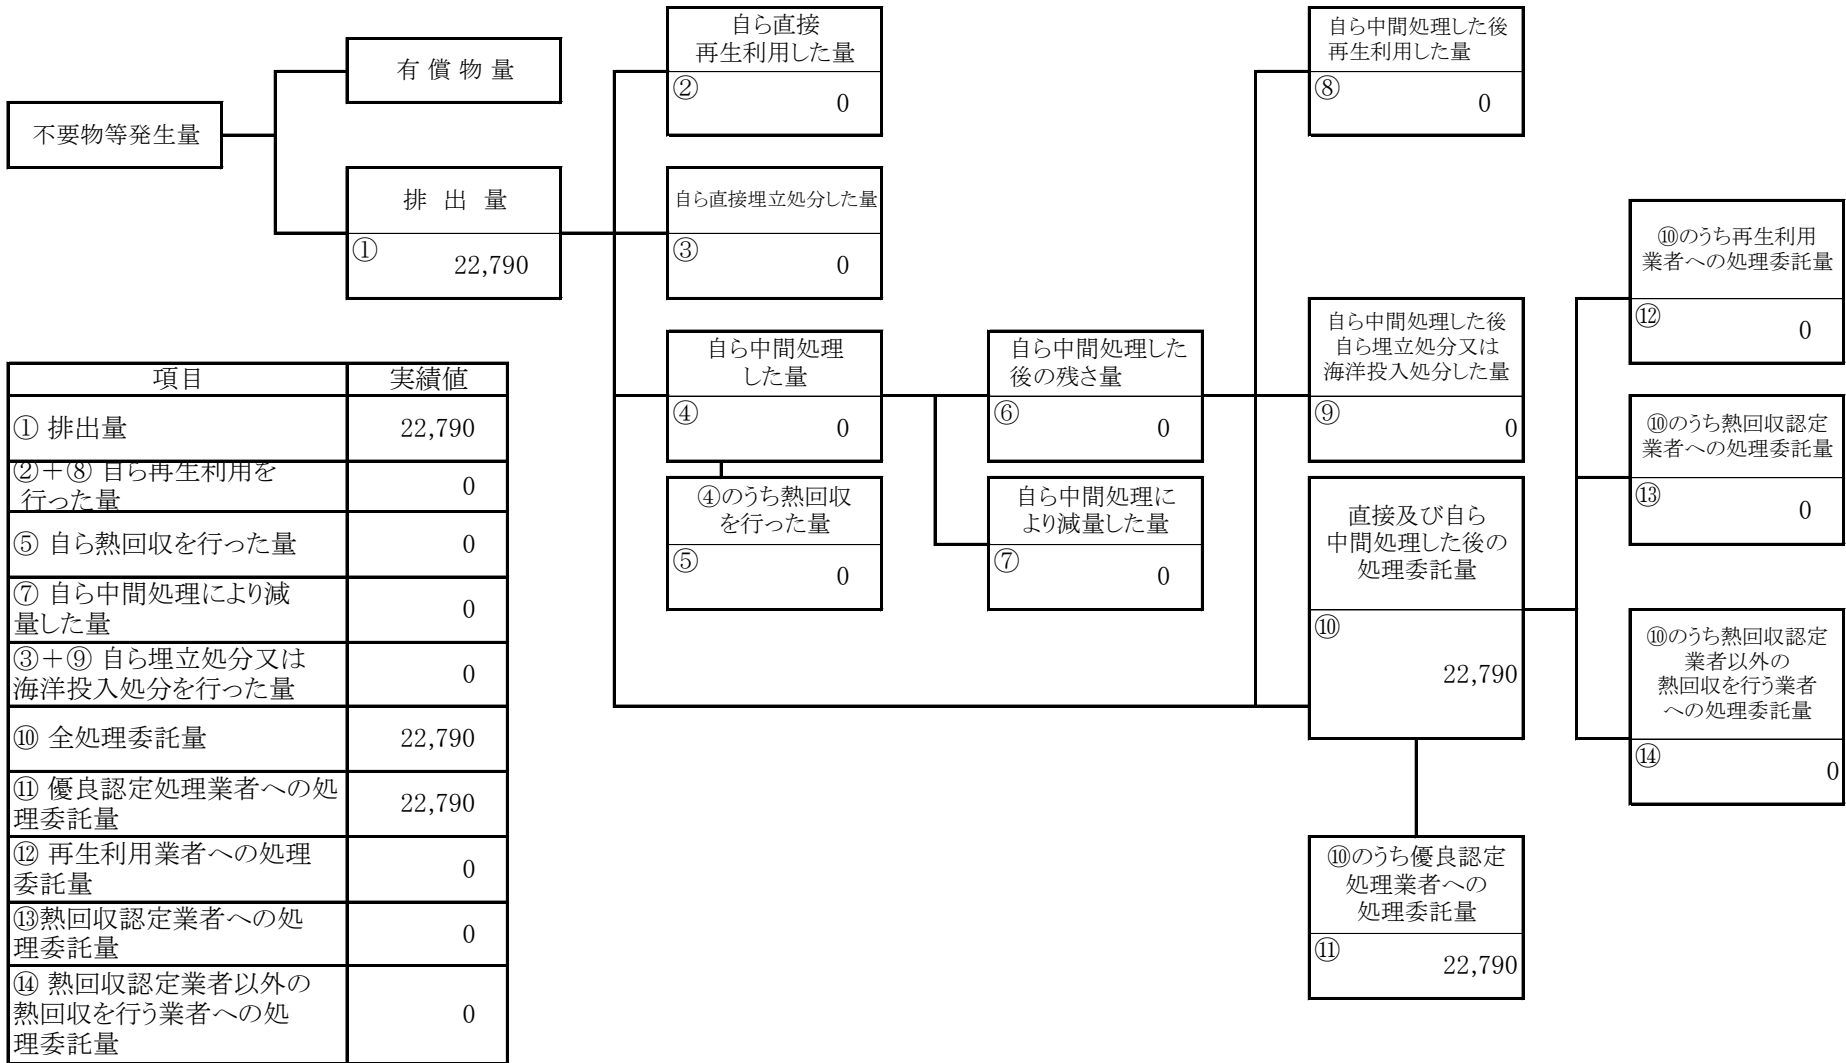 不要物等発生量
有 償 物 量
排 出 量
①
22,790
自ら直接
再生利用した量
②
0
自ら直接埋立処分した量
③
0
自ら中間処理
した量
④
0
④のうち熱回収
を行った量
⑤
0
自ら中間処理した
後の残さ量
⑥
0
自ら中間処理に
より減量した量
⑦
0
自ら中間処理した後
再生利用した量
⑧
0
自ら中間処理した後
自ら埋立処分又は
海洋投入処分した量
⑨
0
直接及び自ら
中間処理した後の
処理委託量
⑩
22,790
⑩のうち優良認定
処理業者への
処理委託量
⑪
22,790
⑩のうち再生利用
業者への処理委託量
⑫
0
⑩のうち熱回収認定
業者への処理委託量
⑬
0
⑩のうち熱回収認定
業者以外の
熱回収を行う業者
への処理委託量
⑭
0
項目 実績値
① 排出量 22,790
②+⑧ 自ら再生利用を
行った量 0
⑤ 自ら熱回収を行った量 0
⑦ 自ら中間処理により減
量した量 0
③+⑨ 自ら埋立処分又は
海洋投入処分を行った量 0
⑩ 全処理委託量 22,790
⑪ 優良認定処理業者への処
理委託量 22,790
⑫ 再生利用業者への処理
委託量 0
⑬熱回収認定業者への処
理委託量 0
⑭ 熱回収認定業者以外の
熱回収を行う業者への処
理委託量 0